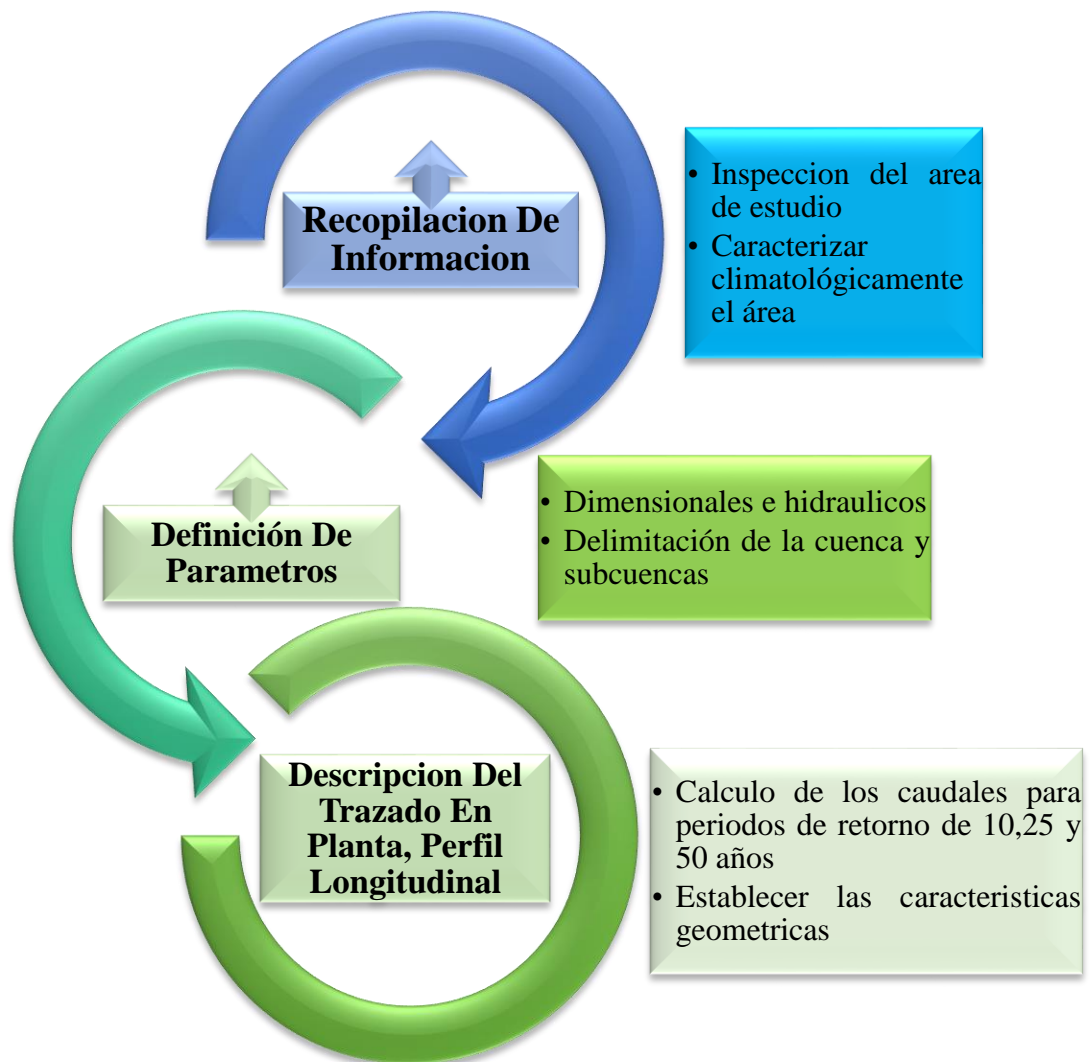 Recopilacion De
Informacion
• Inspeccion del area
de estudio
• Caracterizar
climatológicamente
el área
Definición De
Parametros
• Dimensionales e hidraulicos
• Delimitación de la cuenca y
subcuencas
Descripcion Del
Trazado En
Planta, Perfil
Longitudinal
• Calculo de los caudales para
periodos de retorno de 10,25 y
50 años
• Establecer las caracteristicas
geometricas